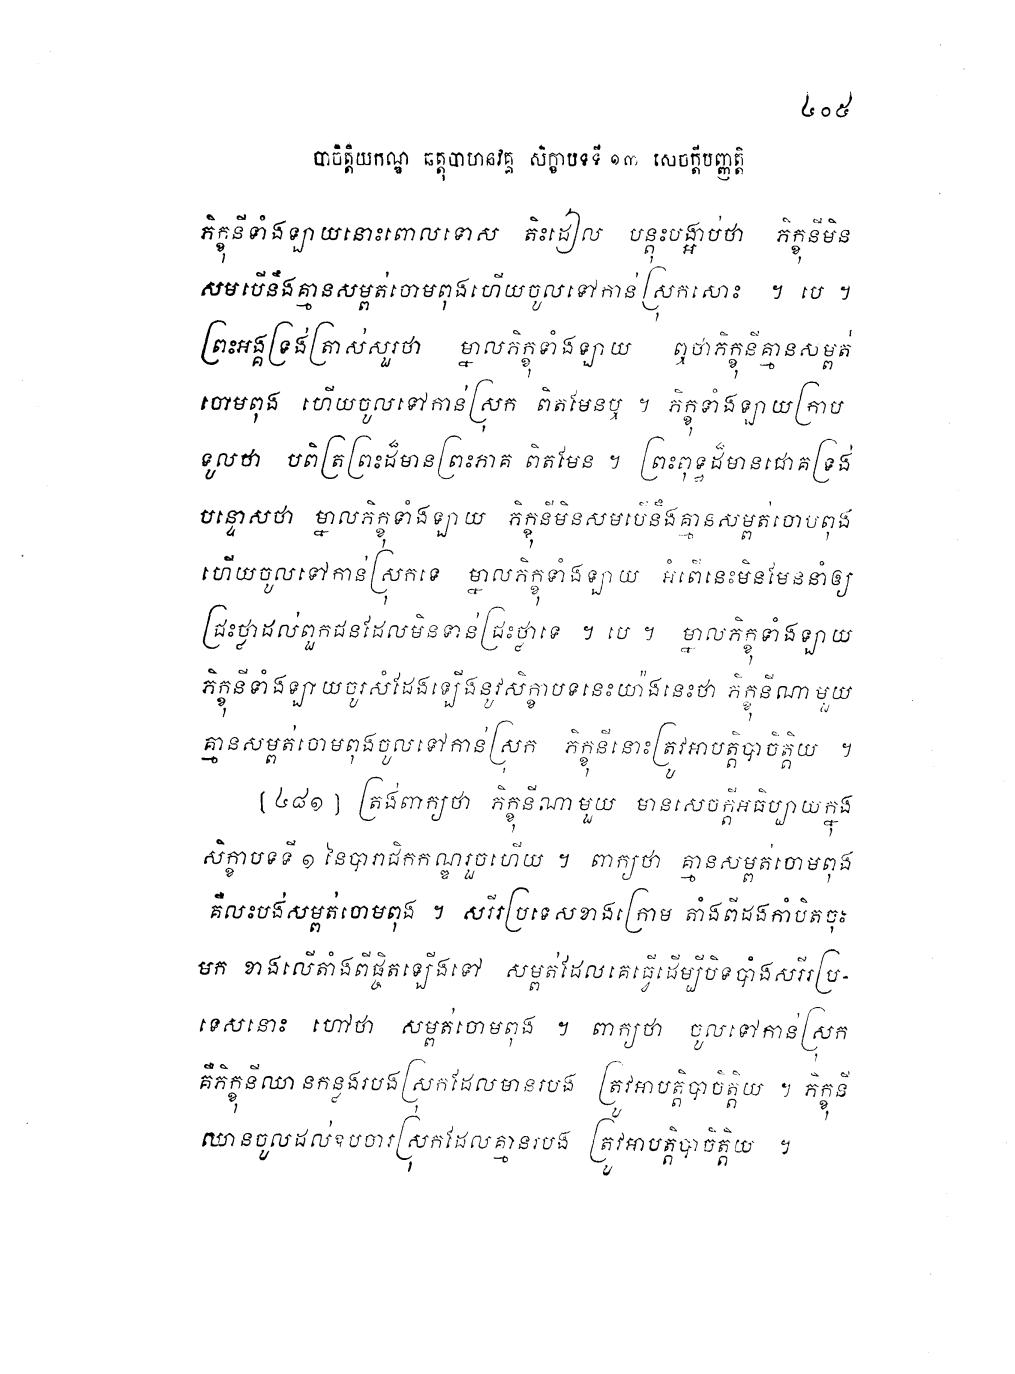 ៤០៥
បាចិត្តិយកណ្ឌ ឆត្តុបាហនវគ្គ សិក្ខាបទទី ១៣ សេចក្តីបញ្ញត្តិ
ភិក្ខុនីទាំងឡាយនោះពោលទោស តិះដៀល បន្តុះបង្អាប់ថា ភិក្ខុនីមិន
សមបើនឹងគ្មានសម្ពត់ចោមពុងហើយចូលទៅកាន់ស្រុកសោះ ។ បេ ។
ព្រះអង្គទ្រង់ត្រាស់សួរថា ម្នាលភិក្ខុទាំងឡាយ ឮថាភិក្ខុនីគ្មានសម្ពត់
ចោមពុង ហើយចូលទៅកាន់ស្រុក ពិតមែនឬ ។ ភិក្ខុទាំងឡាយក្រាប
ទូលថា បពិត្រព្រះដ៏មានព្រះភាគ ពិតមែន ។ ព្រះពុទ្ធដ៏មានជោគទ្រង់
បន្ទោសថា ម្នាលភិក្ខុទាំងឡាយ ភិក្ខុនីមិនសមបើនឹងគ្មានសម្ពត់ចោបពុង
ហើយចូលទៅកាន់ស្រុកទេ ម្នាលភិក្ខុទាំងឡាយ អំពើនេះមិនមែននាំឲ្យ
ជ្រះថ្លាដល់ពួកជនដែលមិនទាន់ជ្រះថ្លាទេ ។ បេ ។ ម្នាលភិក្ខុទាំងឡាយ
ភិក្ខុនីទាំងឡាយចូរសំដែងឡើងនូវសិក្ខាបទនេះយ៉ាងនេះថា ភិក្ខុនីណាមួយ
គ្មានសម្ពត់ចោមពុងចូលទៅកាន់ស្រុក ភិក្ខុនីនោះត្រូវអាបត្តិបាចិត្តិយ ។
[៤៨១] ត្រង់ពាក្យថា ភិក្ខុនីណាមួយ មានសេចក្តីអធិប្បាយក្នុង
សិក្ខាបទទី ១ នៃបារាជិកកណ្ឌរួចហើយ ។ ពាក្យថា គ្មានសម្ពត់ចោមពុង
គឺលះបង់សម្ពត់ចោមពុង ។ សរីរប្រទេសខាងក្រោម តាំងពីដងកាំបិតចុះ
មក ខាងលើតាំងពីផ្ចិតឡើងទៅ សម្ពត់ដែលគេធ្វើដើម្បីបិទបាំងសរីរប្រ-
ទេសនោះ ហៅថា សម្ពត់ចោមពុង ។ ពាក្យថា ចូលទៅកាន់ស្រុក
គឺភិក្ខុនីឈានកន្លងរបងស្រុកដែលមានរបង ត្រូវអាបត្តិបាចិត្តិយ ។ ភិក្ខុនី
ឈានចូលដល់ឧបចារស្រុកដែលគ្មានរបង ត្រូវអាបត្តិបាចិត្តិយ ។